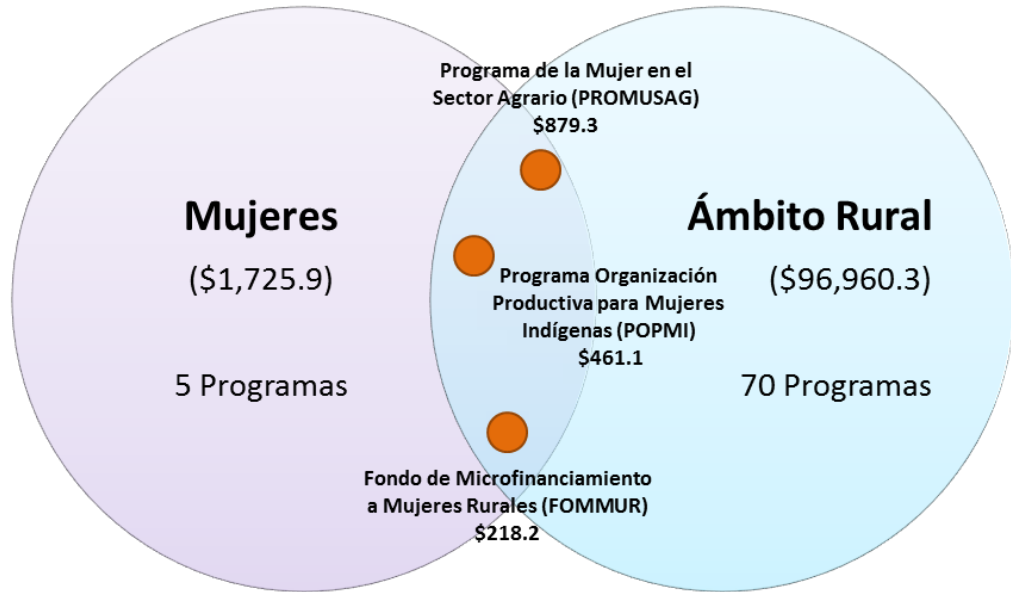 Programa de la Mujer en el
Sector Agrario (PROMUSAG)
$879.3
Mujeres
($1,725.9)
5 Programas
Programa Organización
Productiva para Mujeres
Indígenas (POPMI)
$461.1
Ámbito Rural
($96,960.3)
70 Programas
Fondo de Microfinanciamiento
a Mujeres Rurales (FOMMUR)
$218.2